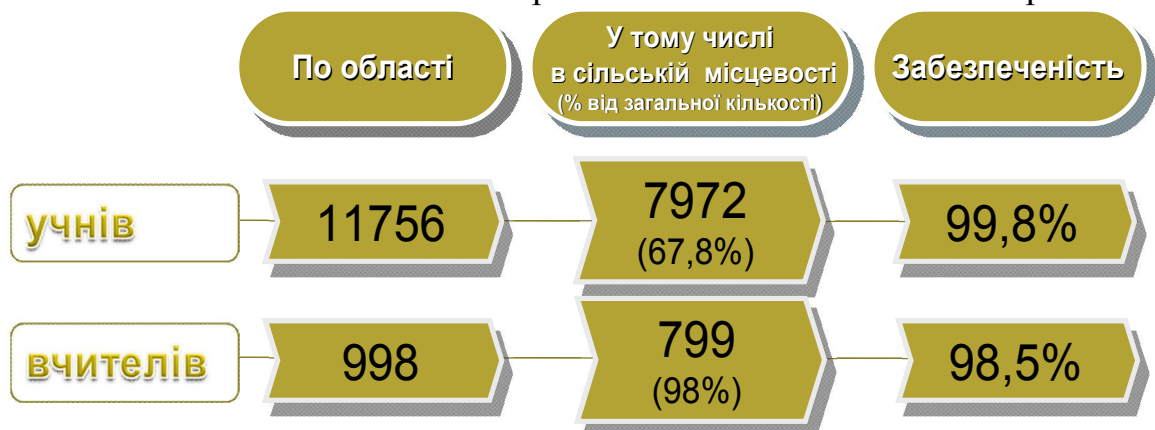 По області
У тому числі
в сільській місцевості
(% від загальної кількості)
Забезпеченість
учнів
11756
7972
(67,8%)
99,8%
вчителів
998
799
(98%)
98,5%